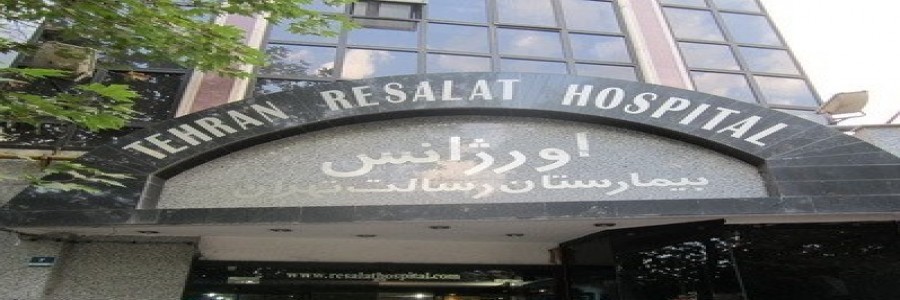 TEHRAN RESALAT HOSPITAL
اورژانس
بیمارستان رسالت تهران
www.resalathospital.com